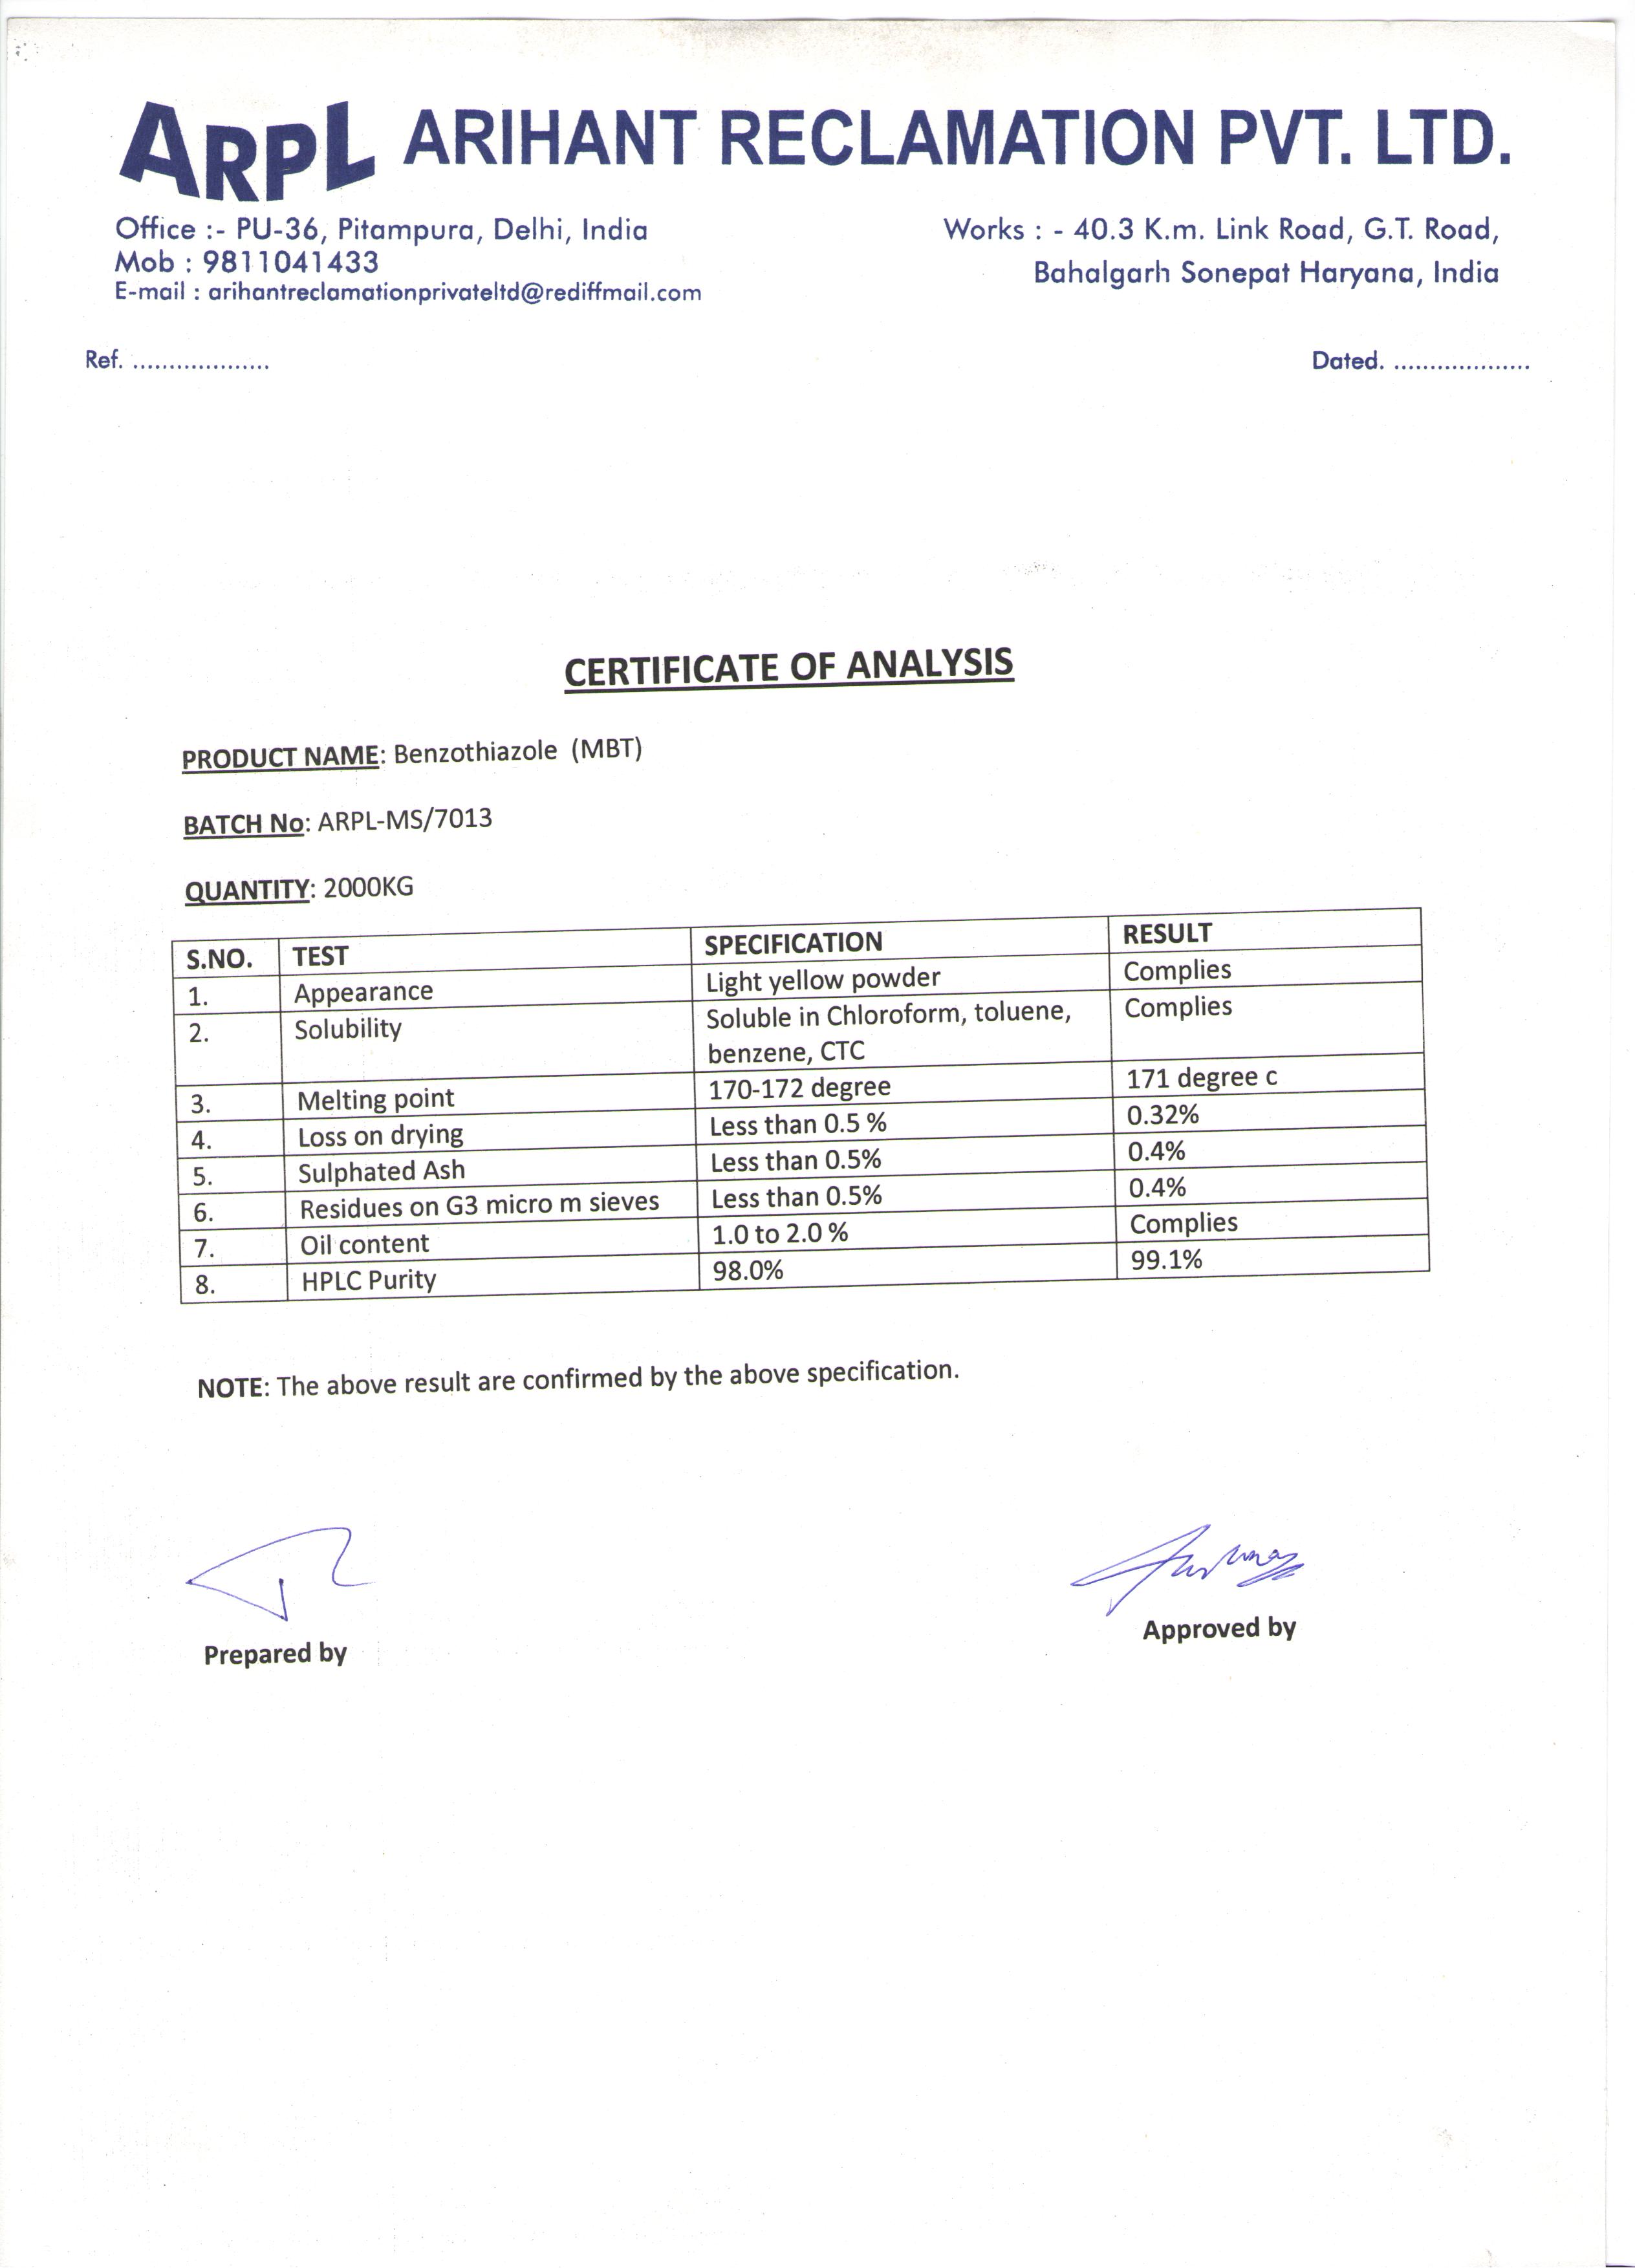 ARPL ARIHANT RECLAMATION PVT. LTD.
Office :- PU-36, Pitampura, Delhi, India
Mob : 9811041433
E-mail : arihantreclamationprivateltd@rediffmail.com
Works : - 40.3 K.m. Link Road, G.T. Road,
Bahalgarh Sonepat Haryana, India
Ref. ...................
Dated. ...................
CERTIFICATE OF ANALYSIS
PRODUCT NAME: Benzothiazole (MBT)
BATCH No: ARPL-MS/7013
QUANTITY: 2000KG
S.NO. TEST SPECIFICATION RESULT
1. Appearance Light yellow powder Complies
2. Solubility Soluble in Chloroform, toluene, Complies
benzene, CTC
3. Melting point 170-172 degree 171 degree c
4. Loss on drying Less than 0.5 % 0.32%
5. Sulphated Ash Less than 0.5% 0.4%
6. Residues on G3 micro m sieves Less than 0.5% 0.4%
7. Oil content 1.0 to 2.0 % Complies
8. HPLC Purity 98.0% 99.1%
NOTE: The above result are confirmed by the above specification.
Prepared by
Approved by